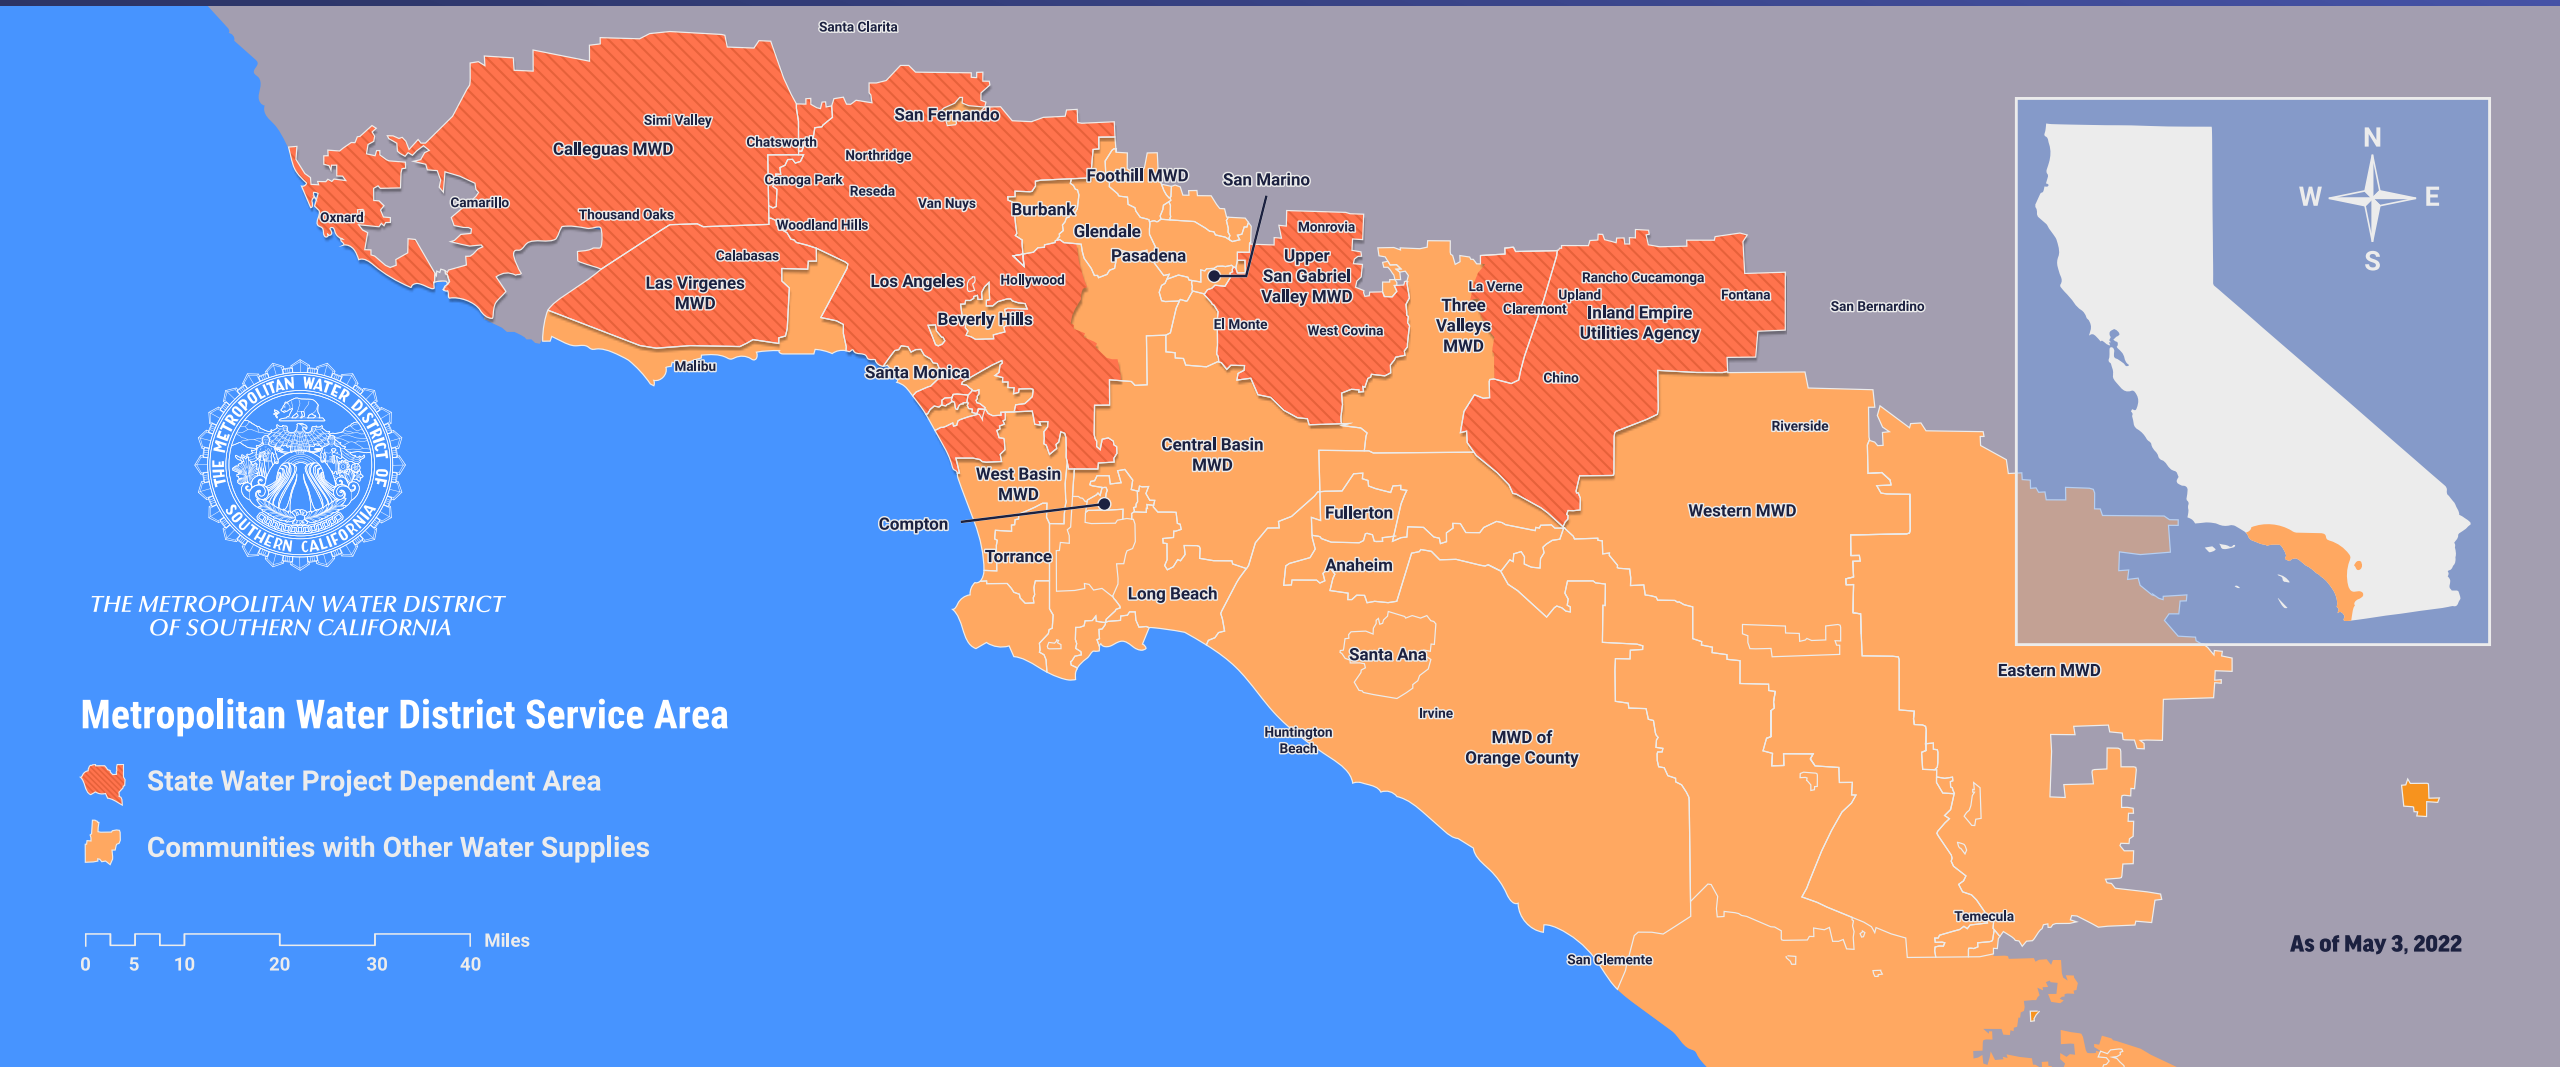 Santa Clarita
San Fernando
Simi Valley
Chatsworth
Calleguas MWD
Northridge
Canoga Park
Reseda
Foothill MWD
San Marino
Camarillo
Van Nuys
Burbank
Oxnard
Thousand Oaks
Woodland Hills
Glendale
Monrovia
Calabasas
Pasadena
Upper
San Gabriel
Valley MWD
Las Virgenes
MWD
Los Angeles
Hollywood
La Verne
Rancho Cucamonga
Upland
Fontana
San Bernardino
Three
Valleys
MWD
Claremont
Inland Empire
Utilities Agency
Beverly Hills
El Monte
West Covina
Malibu
Santa Monica
Chino
Riverside
Central Basin
MWD
West Basin
MWD
Compton
Fullerton
Western MWD
Torrance
Anaheim
Long Beach
Santa Ana
Eastern MWD
Irvine
Huntington
Beach
MWD of
Orange County
Temecula
San Clemente
N
W
E
S
THE METROPOLITAN WATER DISTRICT OF
SOUTHERN CALIFORNIA
THE METROPOLITAN WATER DISTRICT
OF SOUTHERN CALIFORNIA
Metropolitan Water District Service Area
State Water Project Dependent Area
Communities with Other Water Supplies
Miles
0 5 10 20 30 40
As of May 3, 2022